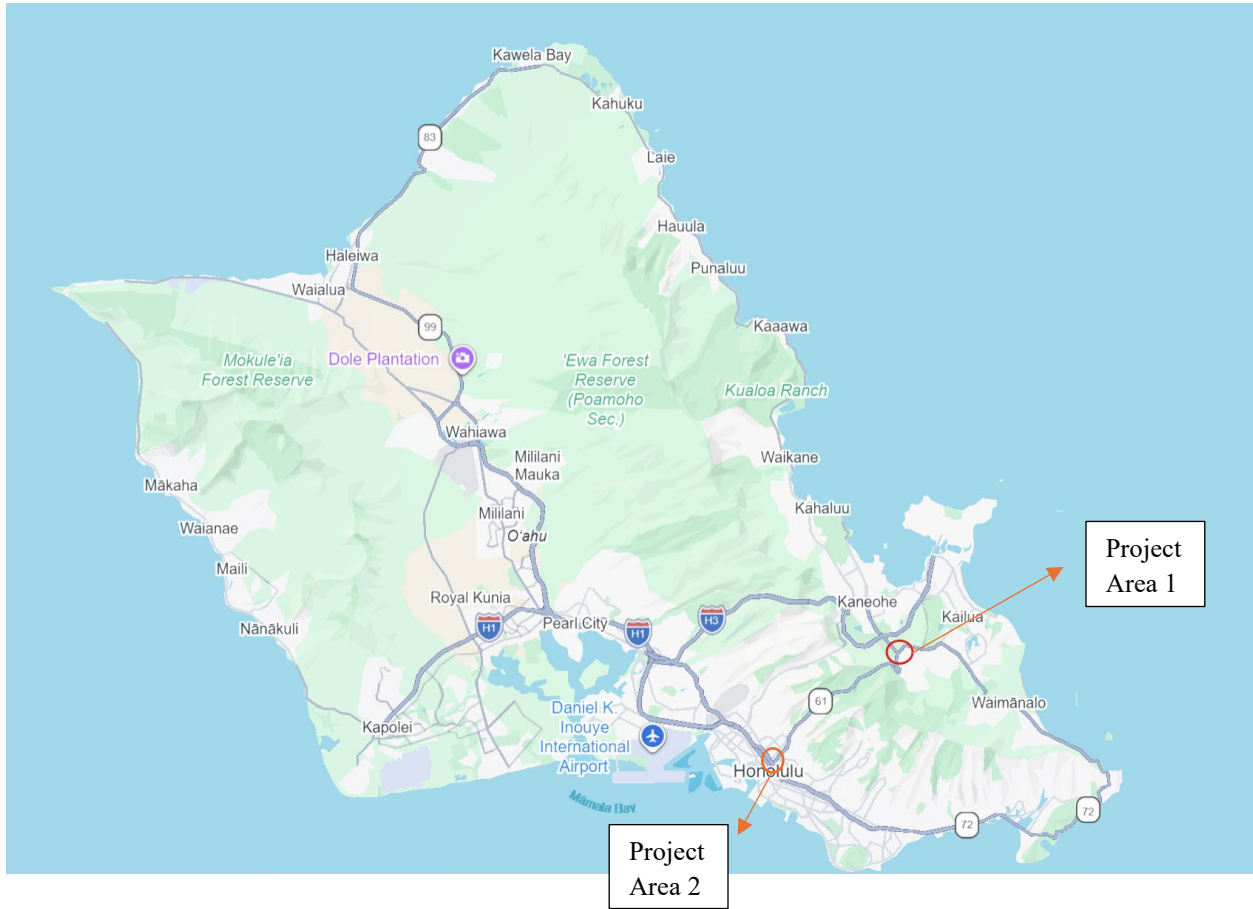 Kawela Bay
Kahuku
83
Laie
Hauula
Haleiwa
Punaluu
Waialua
Kaaawa
99
Dole Plantation
Mokule'ia
Forest Reserve
'Ewa Forest
Reserve
(Poamoho
Sec.)
Kualoa Ranch
Wahiawa
Mililani
Mauka
Waikane
Mākaha
Waianae
Mililani
O'ahu
Kahaluu
Maili
Project
Area 1
Royal Kunia
H1
Pearl City
H1
H3
Kaneohe
Kailua
Nānākuli
61
Waimānalo
Kapolei
Daniel K.
Inouye
International
Airport
Honolulu
Māmala Bay
72
72
Project
Area 2